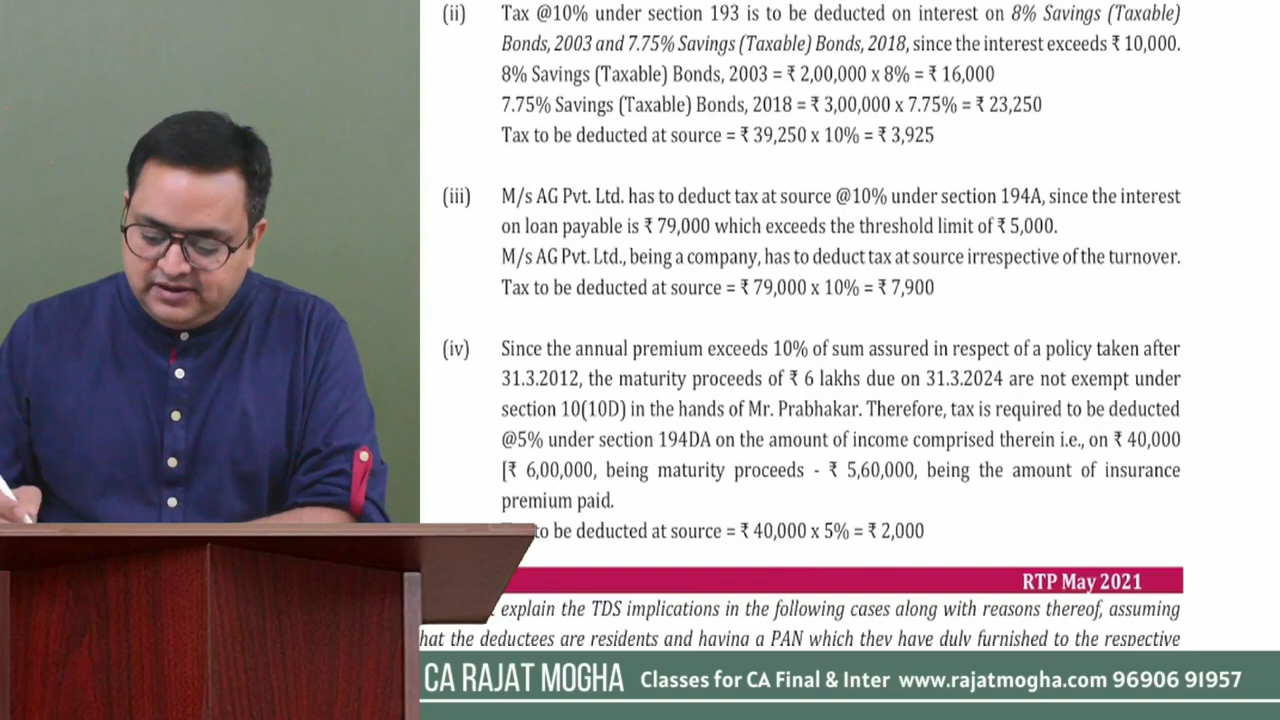 (ii) Tax @10% under section 193 is to be deducted on interest on 8% Savings (Taxable)
Bonds, 2003 and 7.75% Savings (Taxable) Bonds, 2018, since the interest exceeds ₹ 10,000.
8% Savings (Taxable) Bonds, 2003 = ₹ 2,00,000 x 8% = ₹ 16,000
7.75% Savings (Taxable) Bonds, 2018 = ₹ 3,00,000 x 7.75% = ₹ 23,250
Tax to be deducted at source = ₹ 39,250 x 10% = ₹ 3,925
(iii) M/s AG Pvt. Ltd. has to deduct tax at source @10% under section 194A, since the interest
on loan payable is ₹ 79,000 which exceeds the threshold limit of ₹ 5,000.
M/s AG Pvt. Ltd., being a company, has to deduct tax at source irrespective of the turnover.
Tax to be deducted at source = ₹ 79,000 x 10% = ₹ 7,900
(iv) Since the annual premium exceeds 10% of sum assured in respect of a policy taken after
31.3.2012, the maturity proceeds of ₹ 6 lakhs due on 31.3.2024 are not exempt under
section 10(10D) in the hands of Mr. Prabhakar. Therefore, tax is required to be deducted
@5% under section 194DA on the amount of income comprised therein i.e., on ₹ 40,000
[₹ 6,00,000, being maturity proceeds - ₹ 5,60,000, being the amount of insurance
premium paid.
to be deducted at source = ₹ 40,000 x 5% = ₹ 2,000
RTP May 2021
explain the TDS implications in the following cases along with reasons thereof, assuming
hat the deductees are residents and having a PAN which they have duly furnished to the respective
CA RAJAT MOGHA Classes for CA Final & Inter www.rajatmogha.com 96906 91957